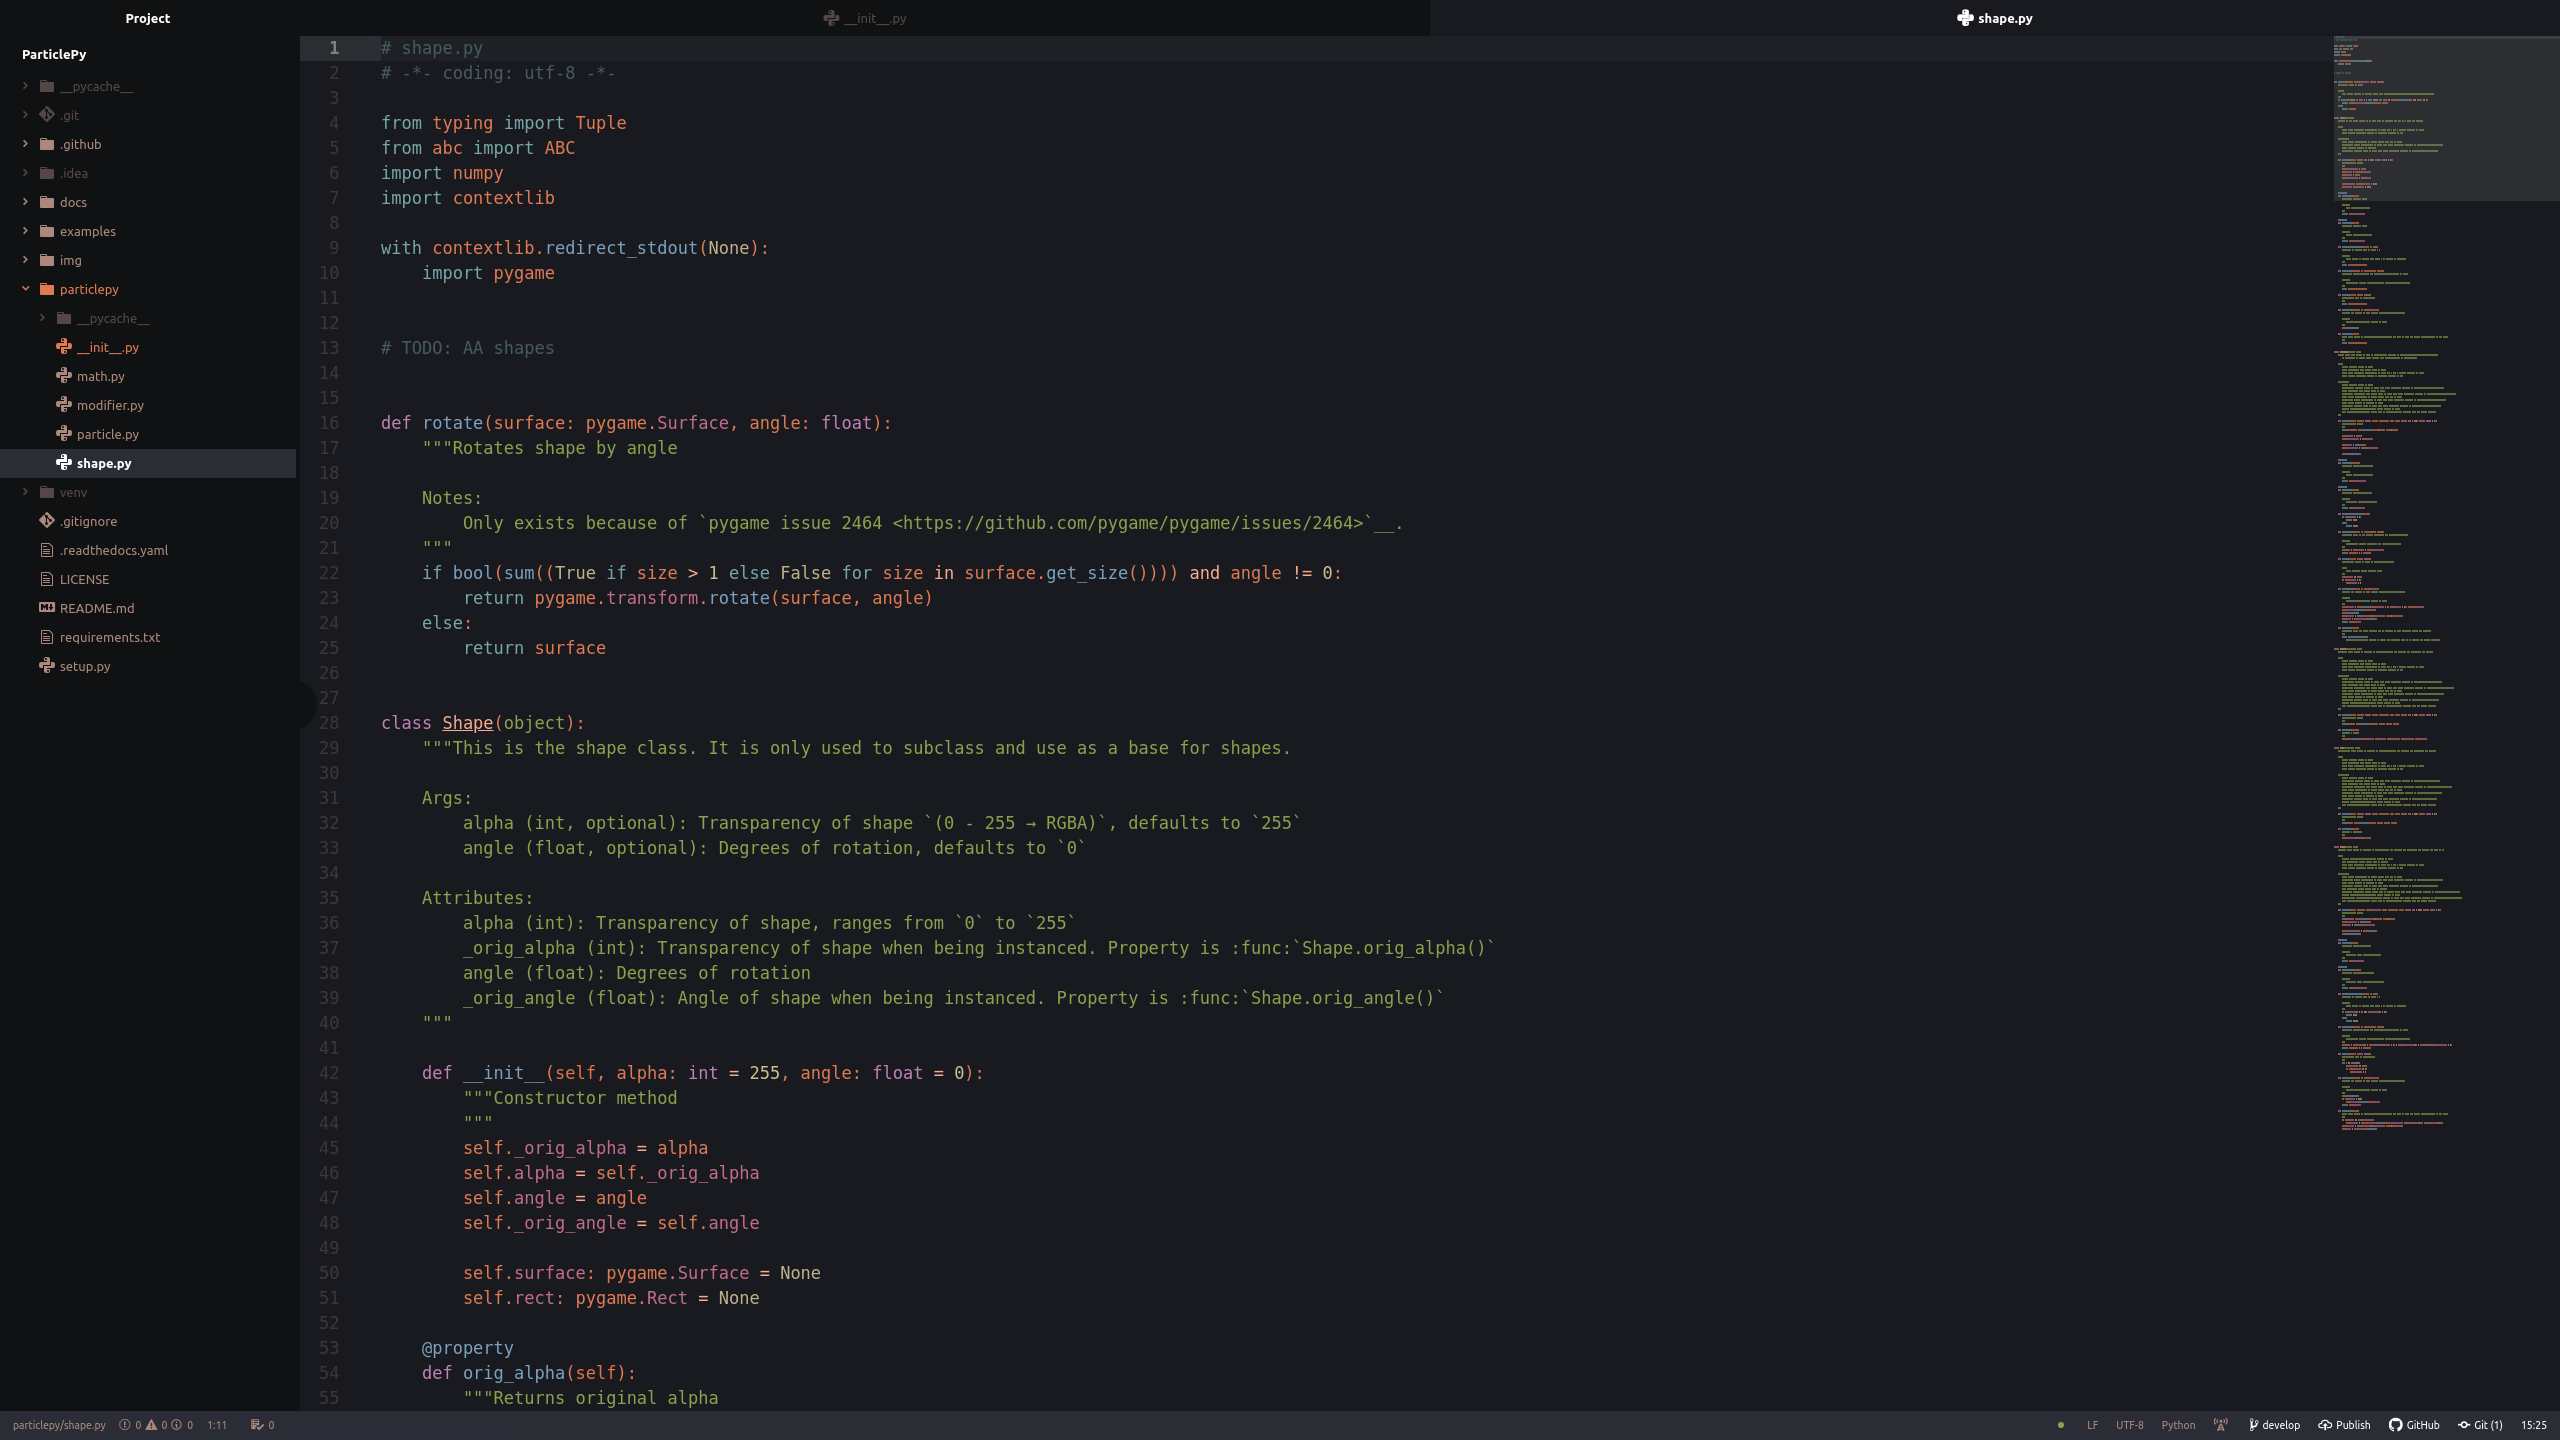 Project
__init__.py
shape.py
ParticlePy
__pycache__
.git
.github
.idea
docs
examples
img
particlepy
__pycache__
__init__.py
math.py
modifier.py
particle.py
shape.py
venv
.gitignore
.readthedocs.yaml
LICENSE
README.md
requirements.txt
setup.py
1 # shape.py
2 # -*- coding: utf-8 -*-
3
4 from typing import Tuple
5 from abc import ABC
6 import numpy
7 import contextlib
8
9 with contextlib.redirect_stdout(None):
10     import pygame
11
12
13 # TODO: AA shapes
14
15
16 def rotate(surface: pygame.Surface, angle: float):
17     """Rotates shape by angle
18
19     Notes:
20         Only exists because of `pygame issue 2464 <https://github.com/pygame/pygame/issues/2464>`__.
21     """
22     if bool(sum((True if size > 1 else False for size in surface.get_size()))) and angle != 0:
23         return pygame.transform.rotate(surface, angle)
24     else:
25         return surface
26
27
28 class Shape(object):
29     """This is the shape class. It is only used to subclass and use as a base for shapes.
30
31     Args:
32         alpha (int, optional): Transparency of shape `(0 - 255 → RGBA)`, defaults to `255`
33         angle (float, optional): Degrees of rotation, defaults to `0`
34
35     Attributes:
36         alpha (int): Transparency of shape, ranges from `0` to `255`
37         _orig_alpha (int): Transparency of shape when being instanced. Property is :func:`Shape.orig_alpha()`
38         angle (float): Degrees of rotation
39         _orig_angle (float): Angle of shape when being instanced. Property is :func:`Shape.orig_angle()`
40     """
41
42     def __init__(self, alpha: int = 255, angle: float = 0):
43         """Constructor method
44         """
45         self._orig_alpha = alpha
46         self.alpha = self._orig_alpha
47         self.angle = angle
48         self._orig_angle = self.angle
49
50         self.surface: pygame.Surface = None
51         self.rect: pygame.Rect = None
52
53     @property
54     def orig_alpha(self):
55         """Returns original alpha
particlepy/shape.py 0 0 0 1:11 0 LF UTF-8 Python develop Publish GitHub Git (1) 15:25